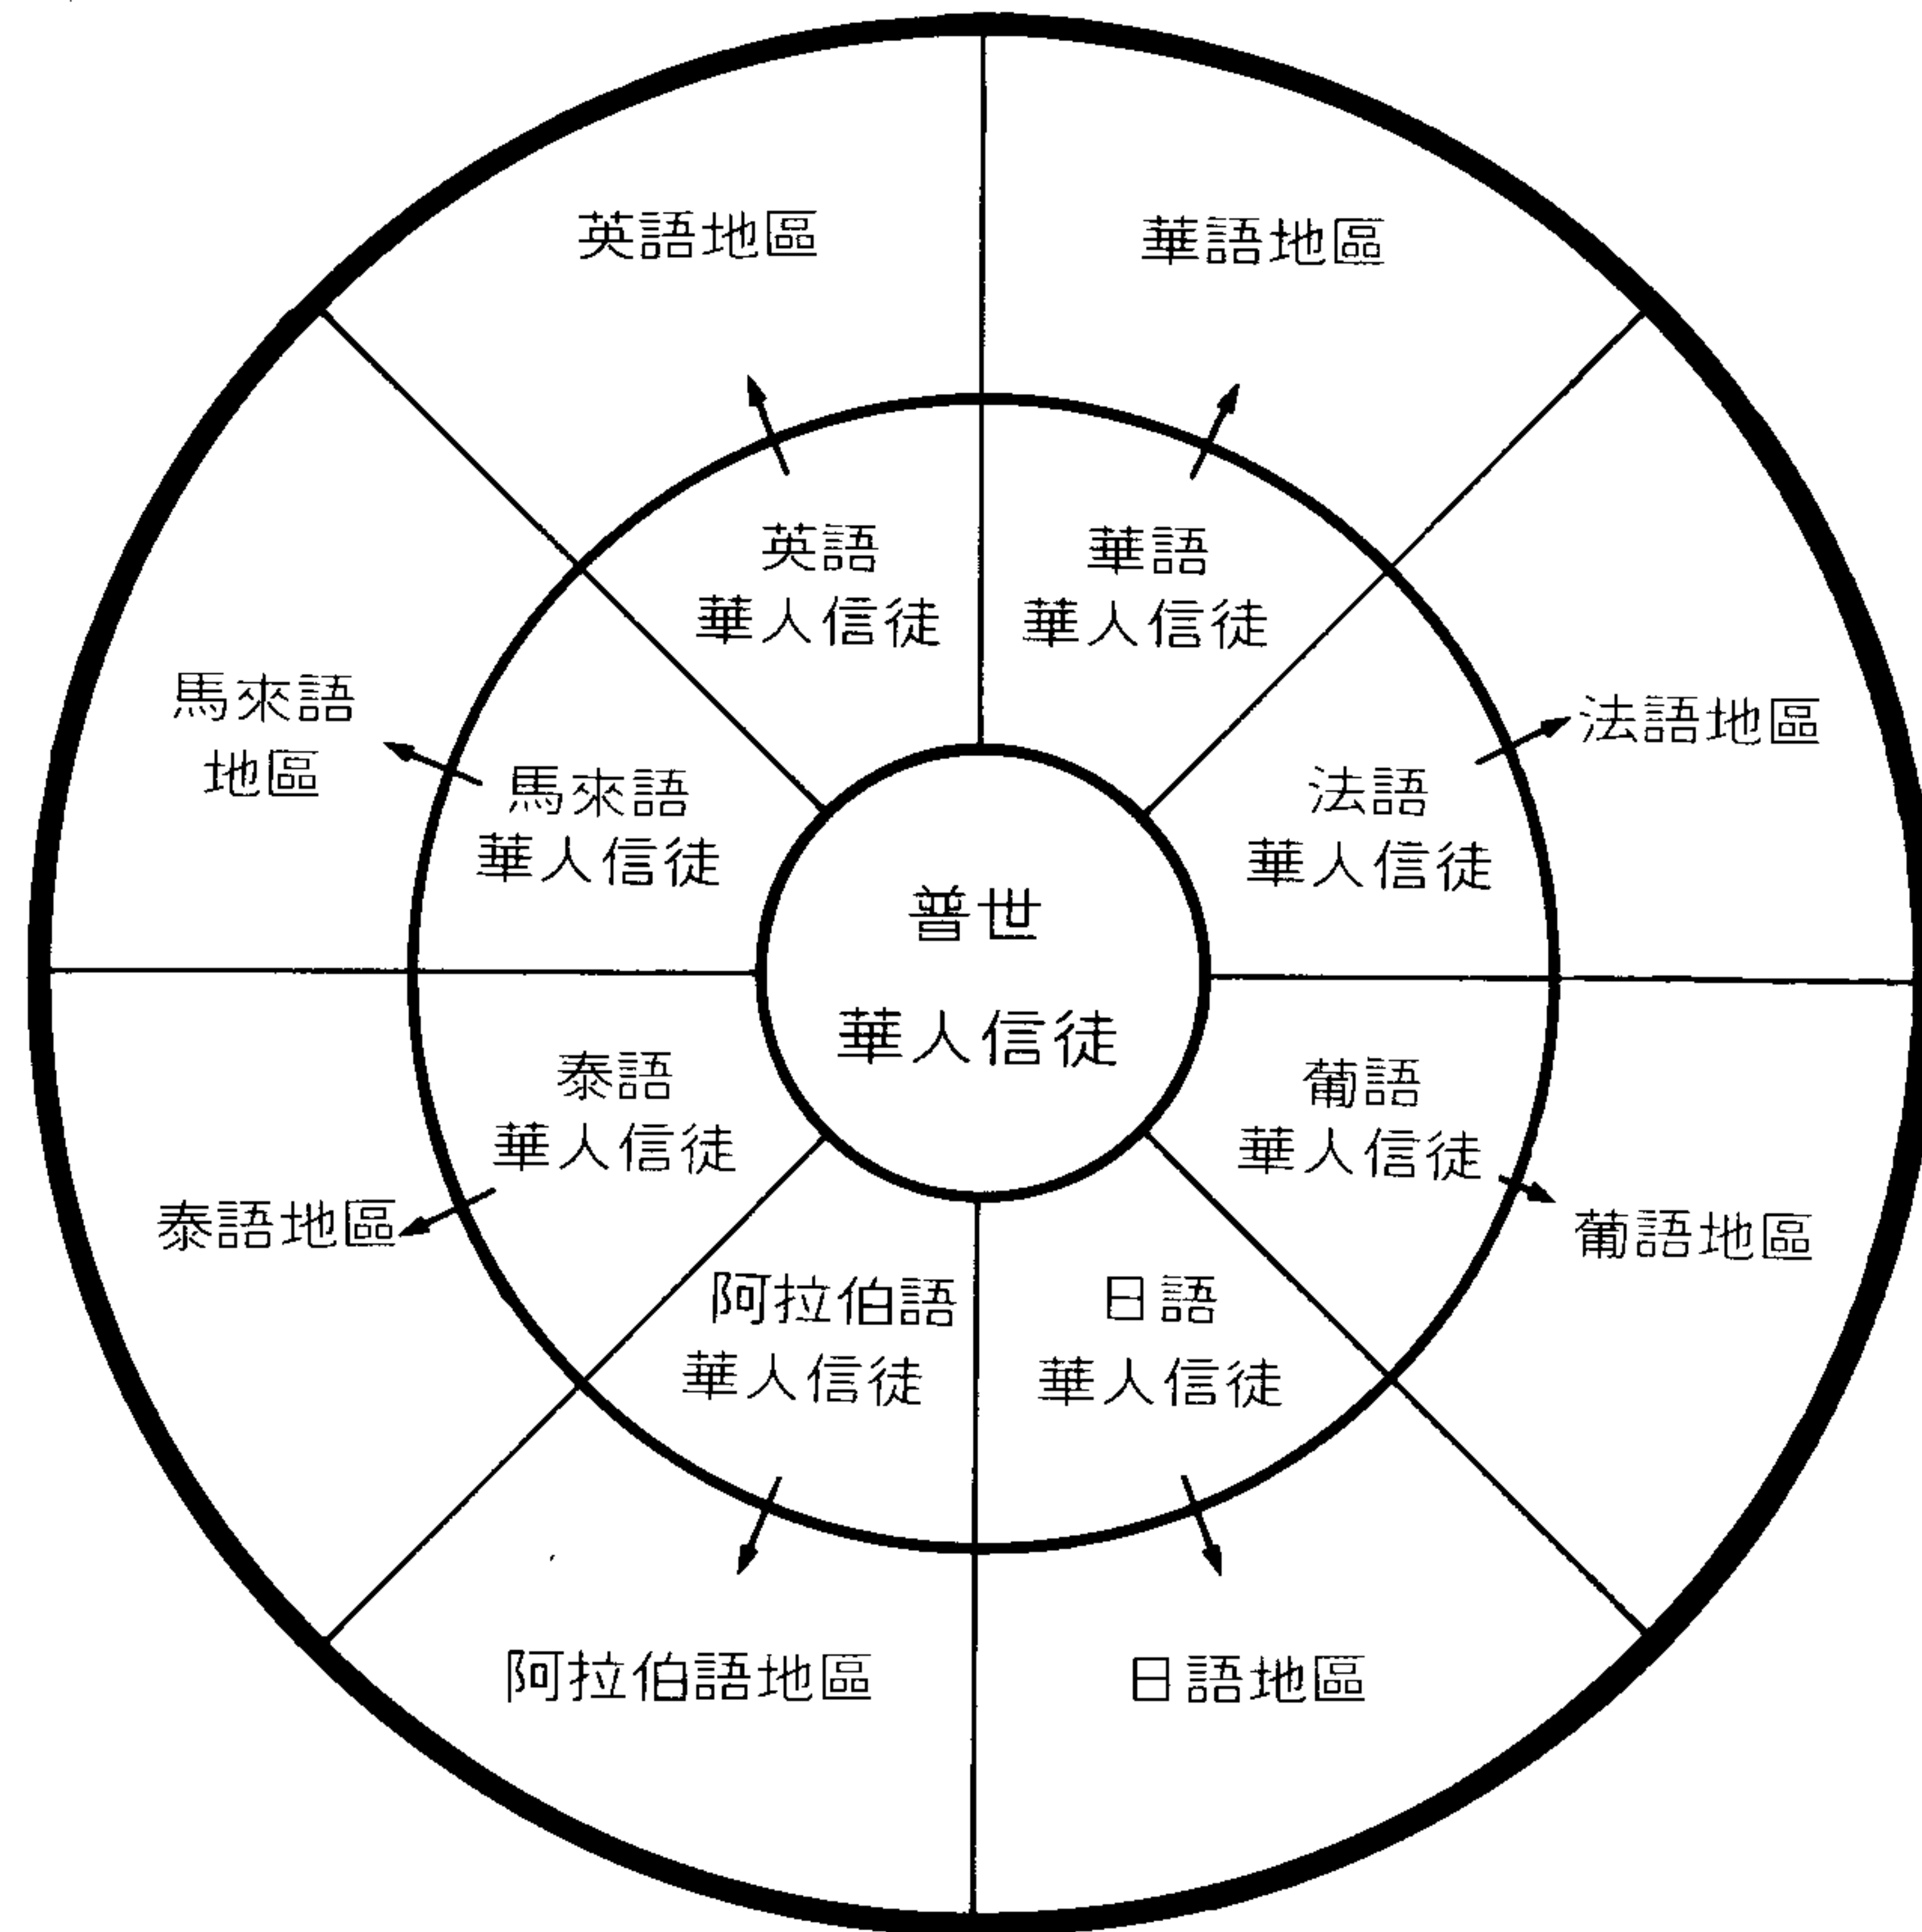 英語地區
華語地區
英語
華人信徒
華語
華人信徒
馬來語
地區
法語地區
馬來語
華人信徒
法語
華人信徒
普世
華人信徒
泰語
華人信徒
葡語
華人信徒
泰語地區
葡語地區
阿拉伯語
華人信徒
日語
華人信徒
阿拉伯語地區
日語地區